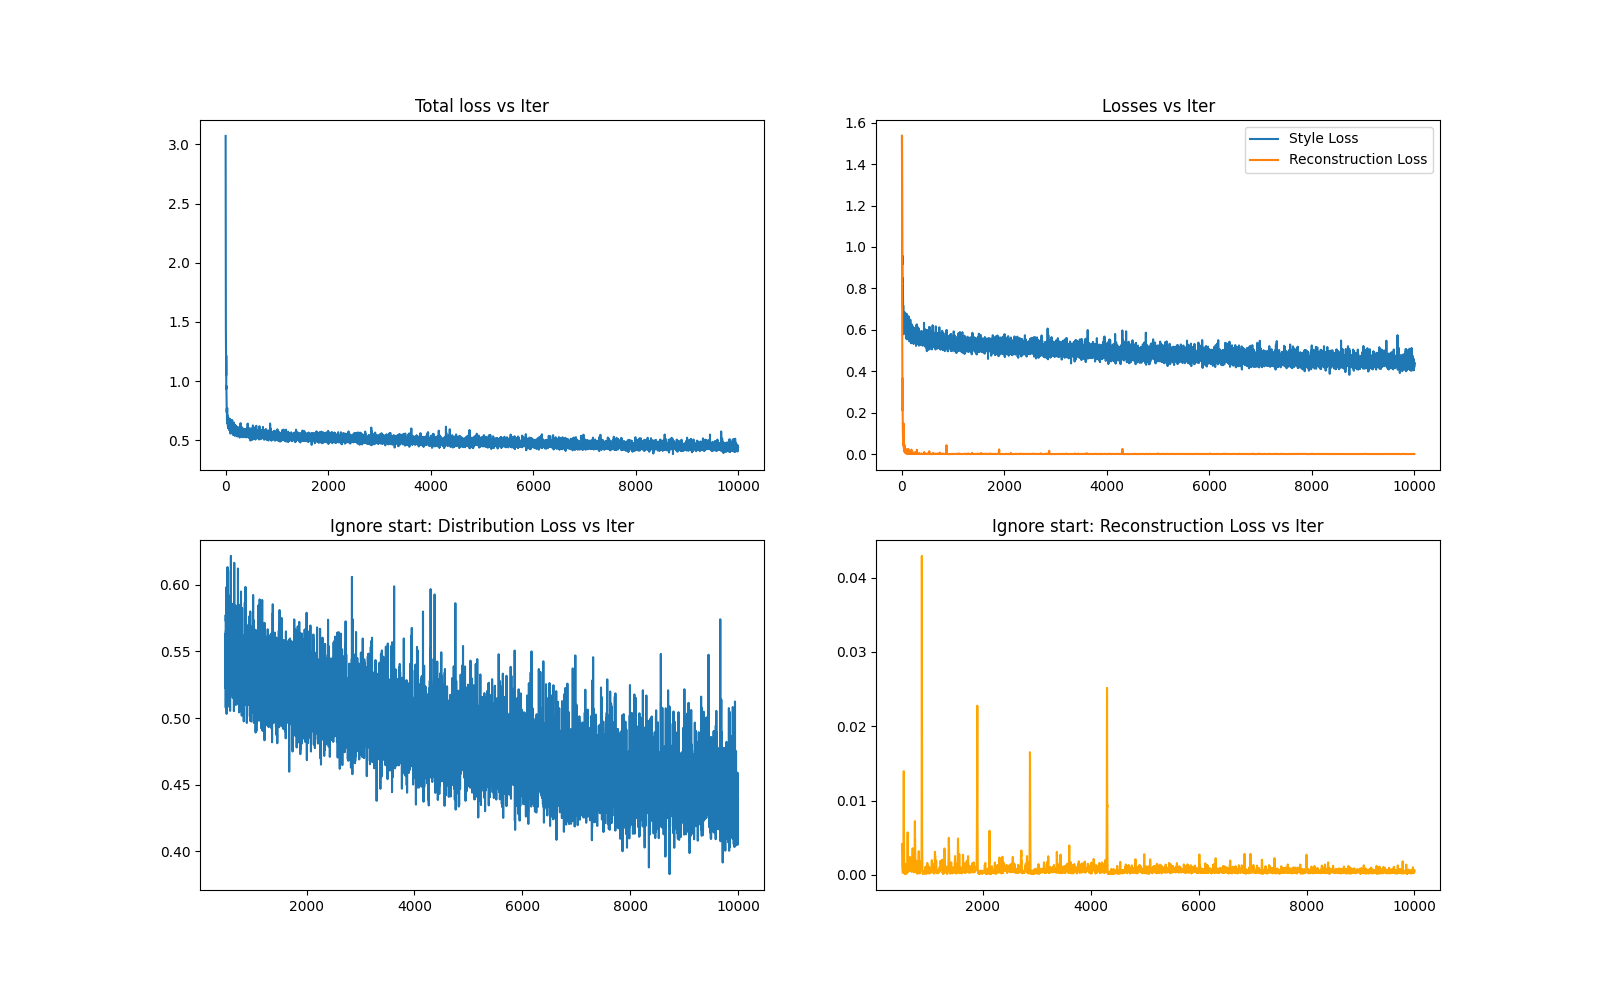 Total loss vs Iter
3.0
2.5
2.0
1.5
1.0
0.5
0 2000 4000 6000 8000 10000
Losses vs Iter
Style Loss
Reconstruction Loss
1.6
1.4
1.2
1.0
0.8
0.6
0.4
0.2
0.0
0 2000 4000 6000 8000 10000
Ignore start: Distribution Loss vs Iter
0.60
0.55
0.50
0.45
0.40
2000 4000 6000 8000 10000
Ignore start: Reconstruction Loss vs Iter
0.04
0.03
0.02
0.01
0.00
2000 4000 6000 8000 10000